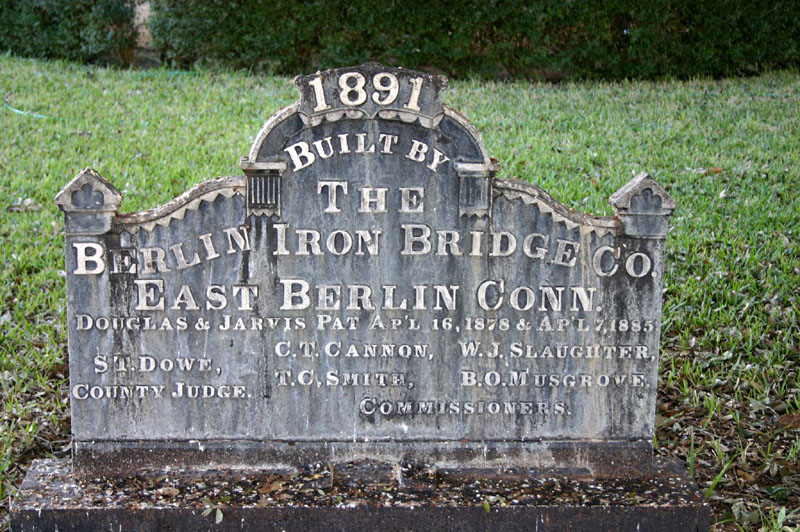 1891
BUILT BY
THE
BERLIN IRON BRIDGE CO.
EAST BERLIN CONN.
DOUGLAS & JARVIS PAT AP'L 16, 1878 & AP'L 7, 1885
S.T. DOWE, C.T. CANNON, W.J. SLAUGHTER,
COUNTY JUDGE. T.C. SMITH, B.O. MUSGROVE.
COMMISSIONERS.